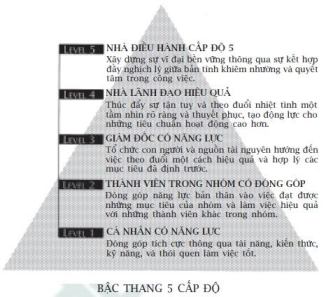 LEVEL 5 NHÀ ĐIỀU HÀNH CẤP ĐỘ 5
Xây dựng sự vĩ đại bền vững thông qua sự kết hợp
đầy nghịch lý giữa bản tính khiêm nhường và quyết
tâm trong công việc.
LEVEL 4 NHÀ LÃNH ĐẠO HIỆU QUẢ
Thúc đẩy sự tận tuỵ và theo đuổi nhiệt tình một
tầm nhìn rõ ràng và thuyết phục, tạo động lực cho
những tiêu chuẩn hoạt động cao hơn.
LEVEL 3 GIÁM ĐỐC CÓ NĂNG LỰC
Tổ chức con người và nguồn tài nguyên hướng đến
việc theo đuổi một cách hiệu quả và hợp lý các
mục tiêu đã định trước.
LEVEL 2 THÀNH VIÊN TRONG NHÓM CÓ ĐÓNG GÓP
Đóng góp năng lực bản thân vào việc đạt được
những mục tiêu của nhóm và làm việc hiệu quả
với những thành viên khác trong nhóm.
LEVEL 1 CÁ NHÂN CÓ NĂNG LỰC
Đóng góp tích cực thông qua tài năng, kiến thức,
kỹ năng, và thói quen làm việc tốt.
BẬC THANG 5 CẤP ĐỘ